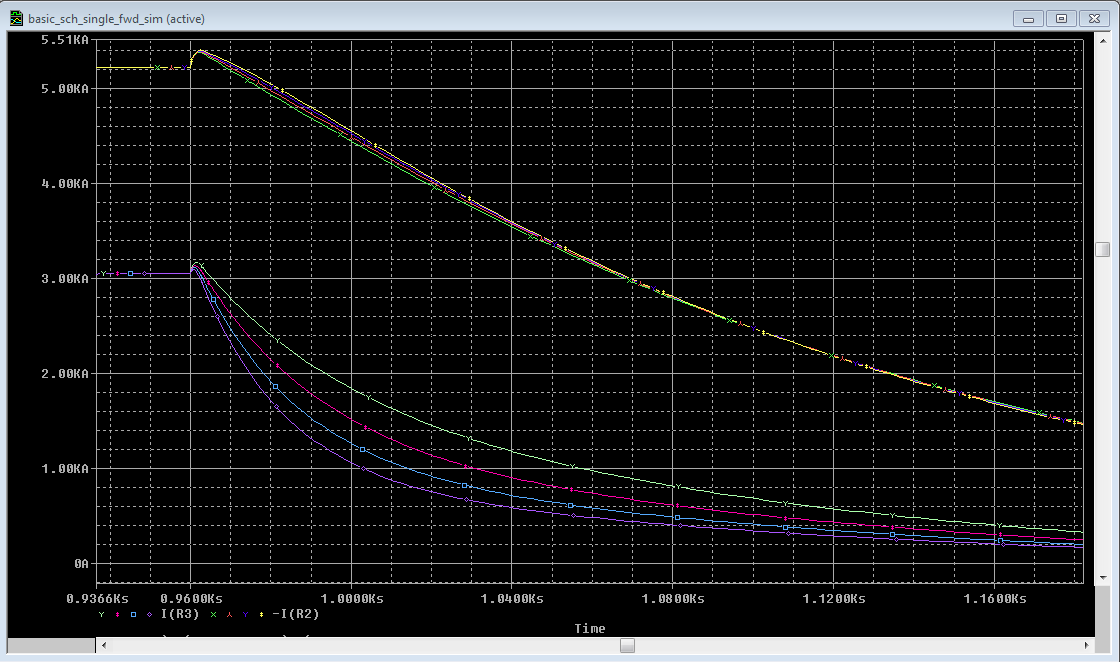 basic_sch_single_fwd_sim (active)
5.51KA
5.00KA
4.00KA
3.00KA
2.00KA
1.00KA
0A
0.9366Ks 0.9600Ks 1.0000Ks 1.0400Ks 1.0800Ks 1.1200Ks 1.1600Ks
I(R3) -I(R2)
Time